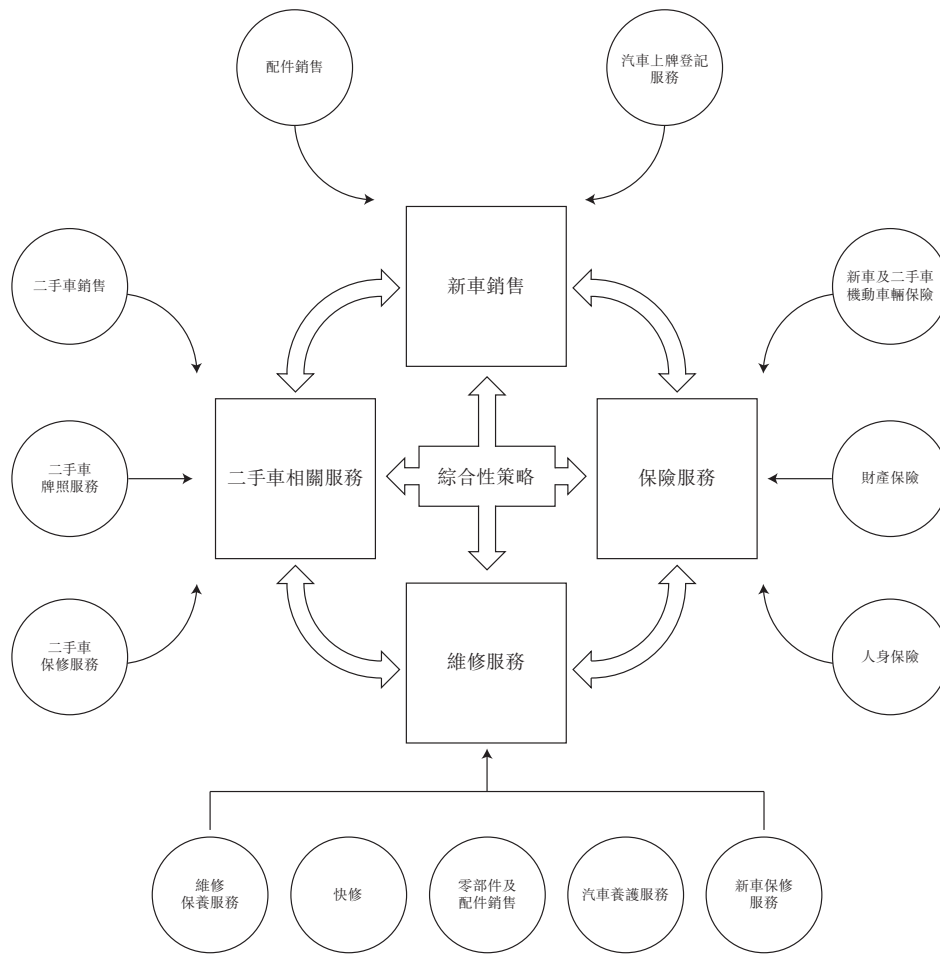 配件銷售
汽車上牌登記
服務
新車銷售
二手車銷售
新車及二手車
機動車輛保險
二手車相關服務
綜合性策略
保險服務
二手車
牌照服務
財產保險
二手車
保修服務
維修服務
人身保險
維修
保養服務
快修
零部件及
配件銷售
汽車養護服務
新車保修
服務